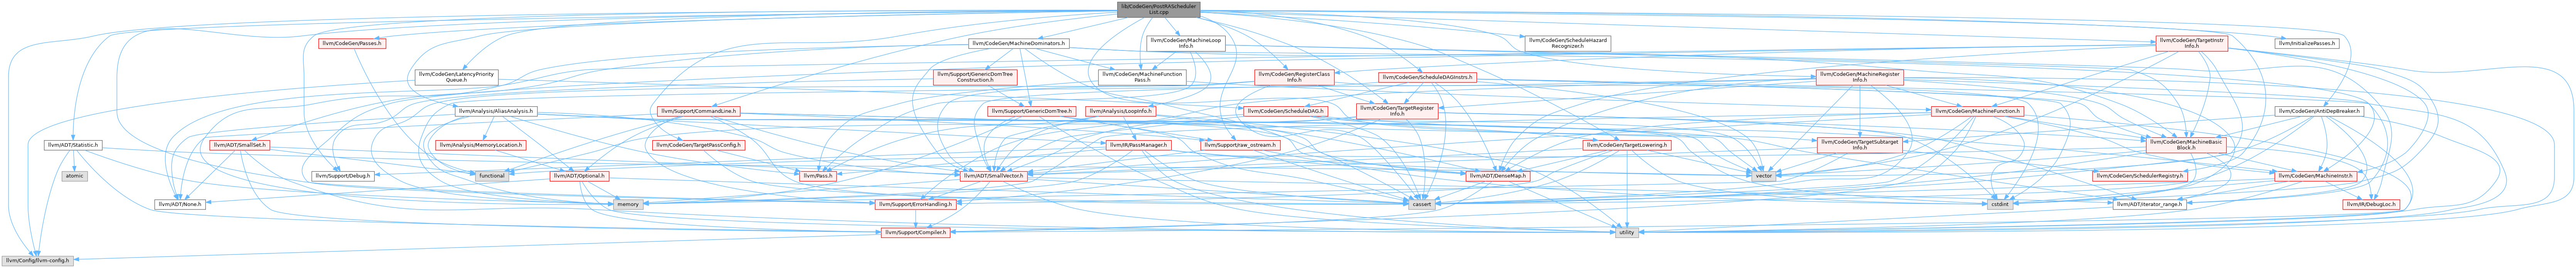 lib/CodeGen/PostRAScheduler
List.cpp
llvm/CodeGen/Passes.h
llvm/CodeGen/MachineDominators.h
llvm/CodeGen/MachineLoop
Info.h
llvm/CodeGen/ScheduleHazard
Recognizer.h
llvm/CodeGen/TargetInstr
Info.h
llvm/InitializePasses.h
llvm/CodeGen/LatencyPriority
Queue.h
llvm/Support/GenericDomTree
Construction.h
llvm/CodeGen/MachineFunction
Pass.h
llvm/CodeGen/RegisterClass
Info.h
llvm/CodeGen/ScheduleDAGInstrs.h
llvm/CodeGen/MachineRegister
Info.h
llvm/Analysis/AliasAnalysis.h
llvm/Support/CommandLine.h
llvm/Support/GenericDomTree.h
llvm/Analysis/LoopInfo.h
llvm/CodeGen/ScheduleDAG.h
llvm/CodeGen/TargetRegister
Info.h
llvm/CodeGen/MachineFunction.h
llvm/CodeGen/AntiDepBreaker.h
llvm/ADT/Statistic.h
llvm/ADT/SmallSet.h
llvm/Analysis/MemoryLocation.h
llvm/CodeGen/TargetPassConfig.h
llvm/IR/PassManager.h
llvm/Support/raw_ostream.h
llvm/CodeGen/TargetLowering.h
llvm/CodeGen/TargetSubtarget
Info.h
llvm/CodeGen/MachineBasic
Block.h
atomic
llvm/Support/Debug.h
functional
llvm/ADT/Optional.h
llvm/Pass.h
llvm/ADT/SmallVector.h
llvm/ADT/DenseMap.h
vector
llvm/CodeGen/SchedulerRegistry.h
llvm/CodeGen/MachineInstr.h
llvm/ADT/None.h
memory
llvm/Support/ErrorHandling.h
cassert
cstdint
llvm/ADT/iterator_range.h
llvm/IR/DebugLoc.h
llvm/Support/Compiler.h
utility
llvm/Config/llvm-config.h